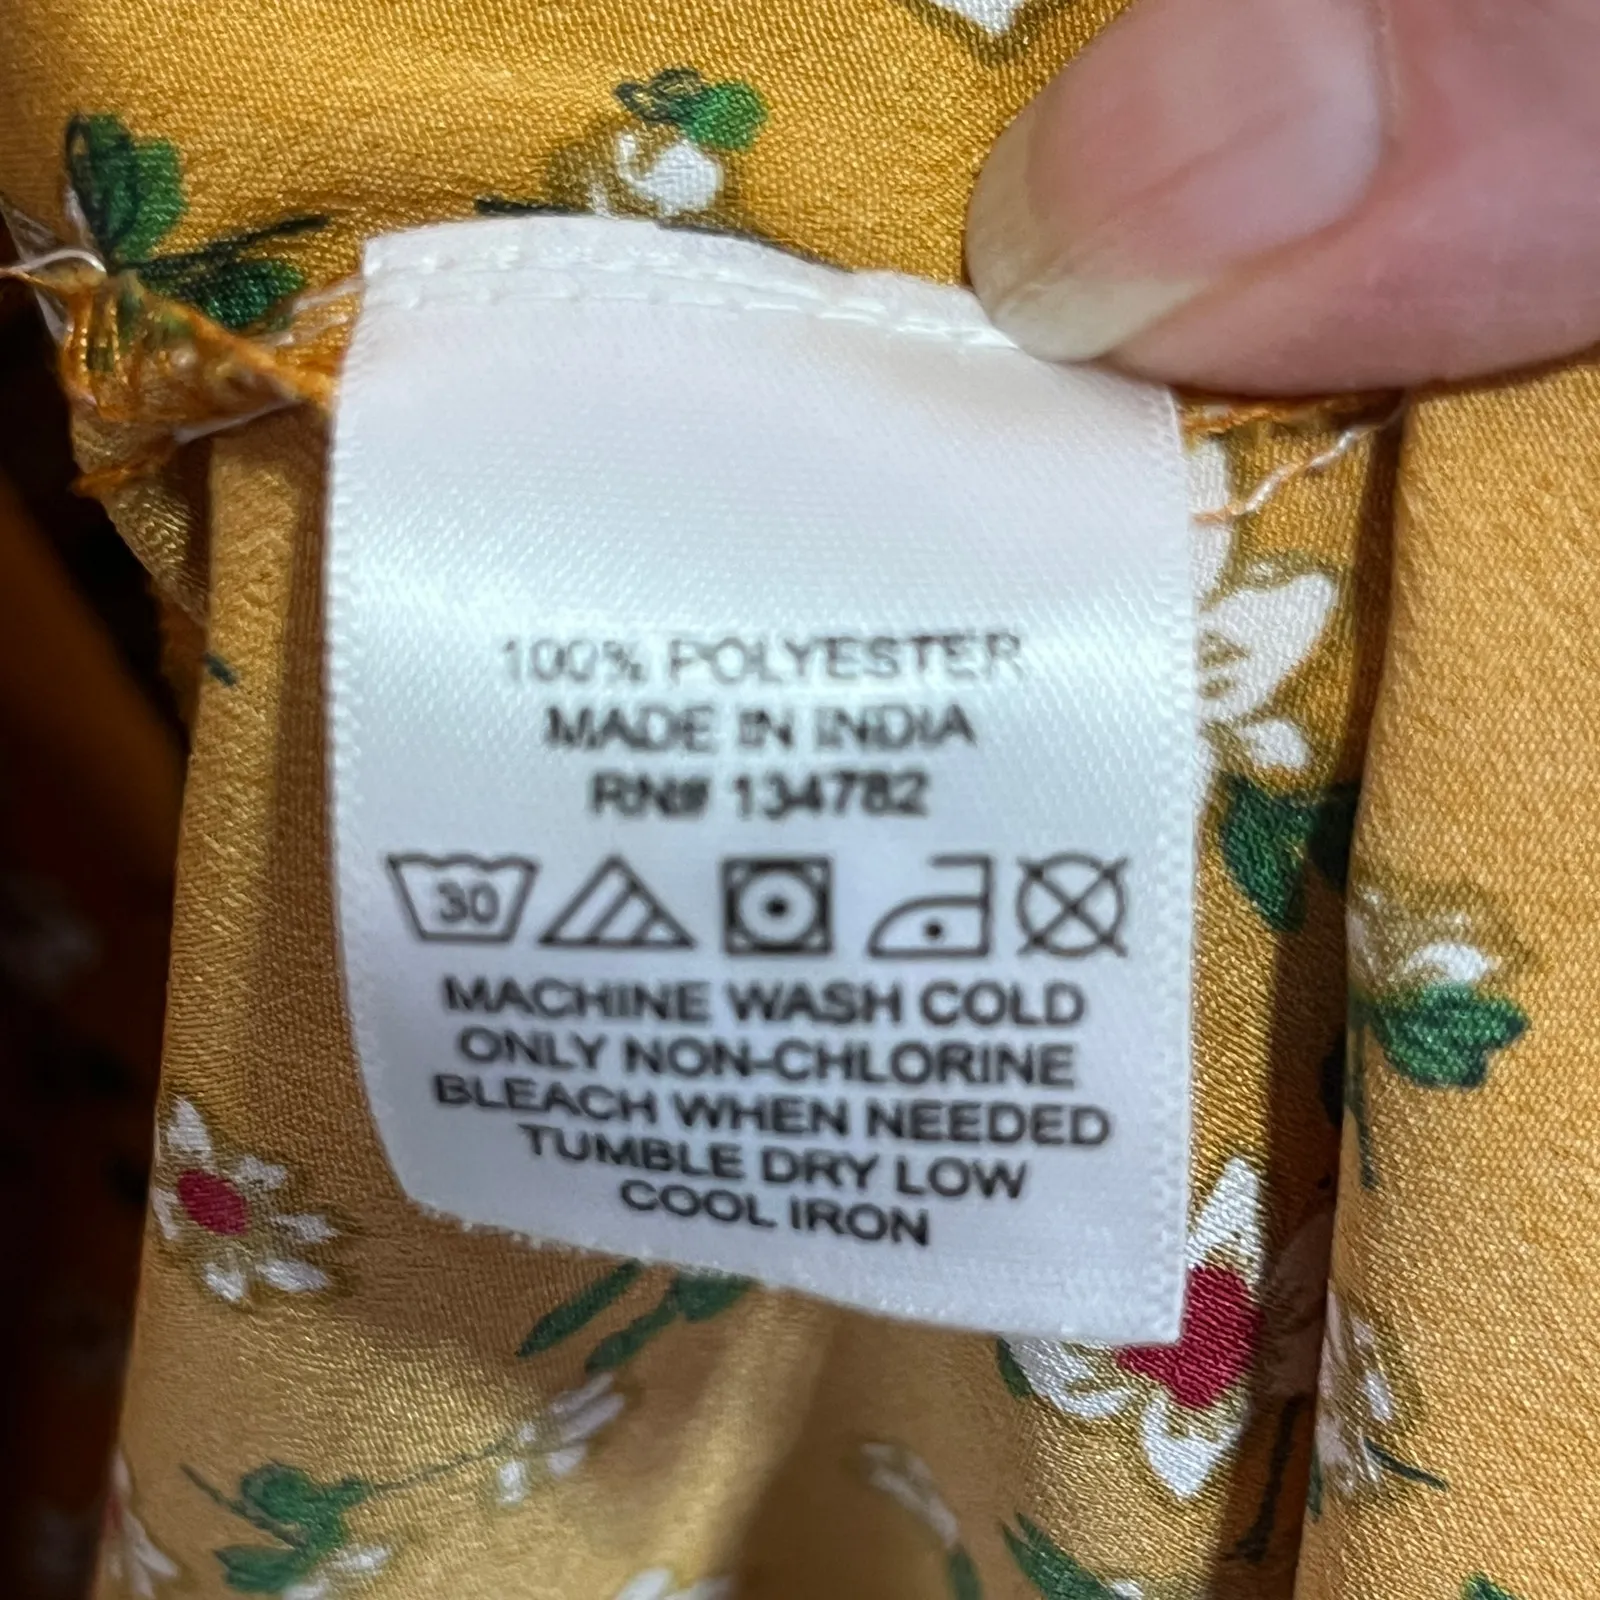 100% POLYESTER
MADE IN INDIA
RN# 134782
30
MACHINE WASH COLD
ONLY NON-CHLORINE
BLEACH WHEN NEEDED
TUMBLE DRY LOW
COOL IRON